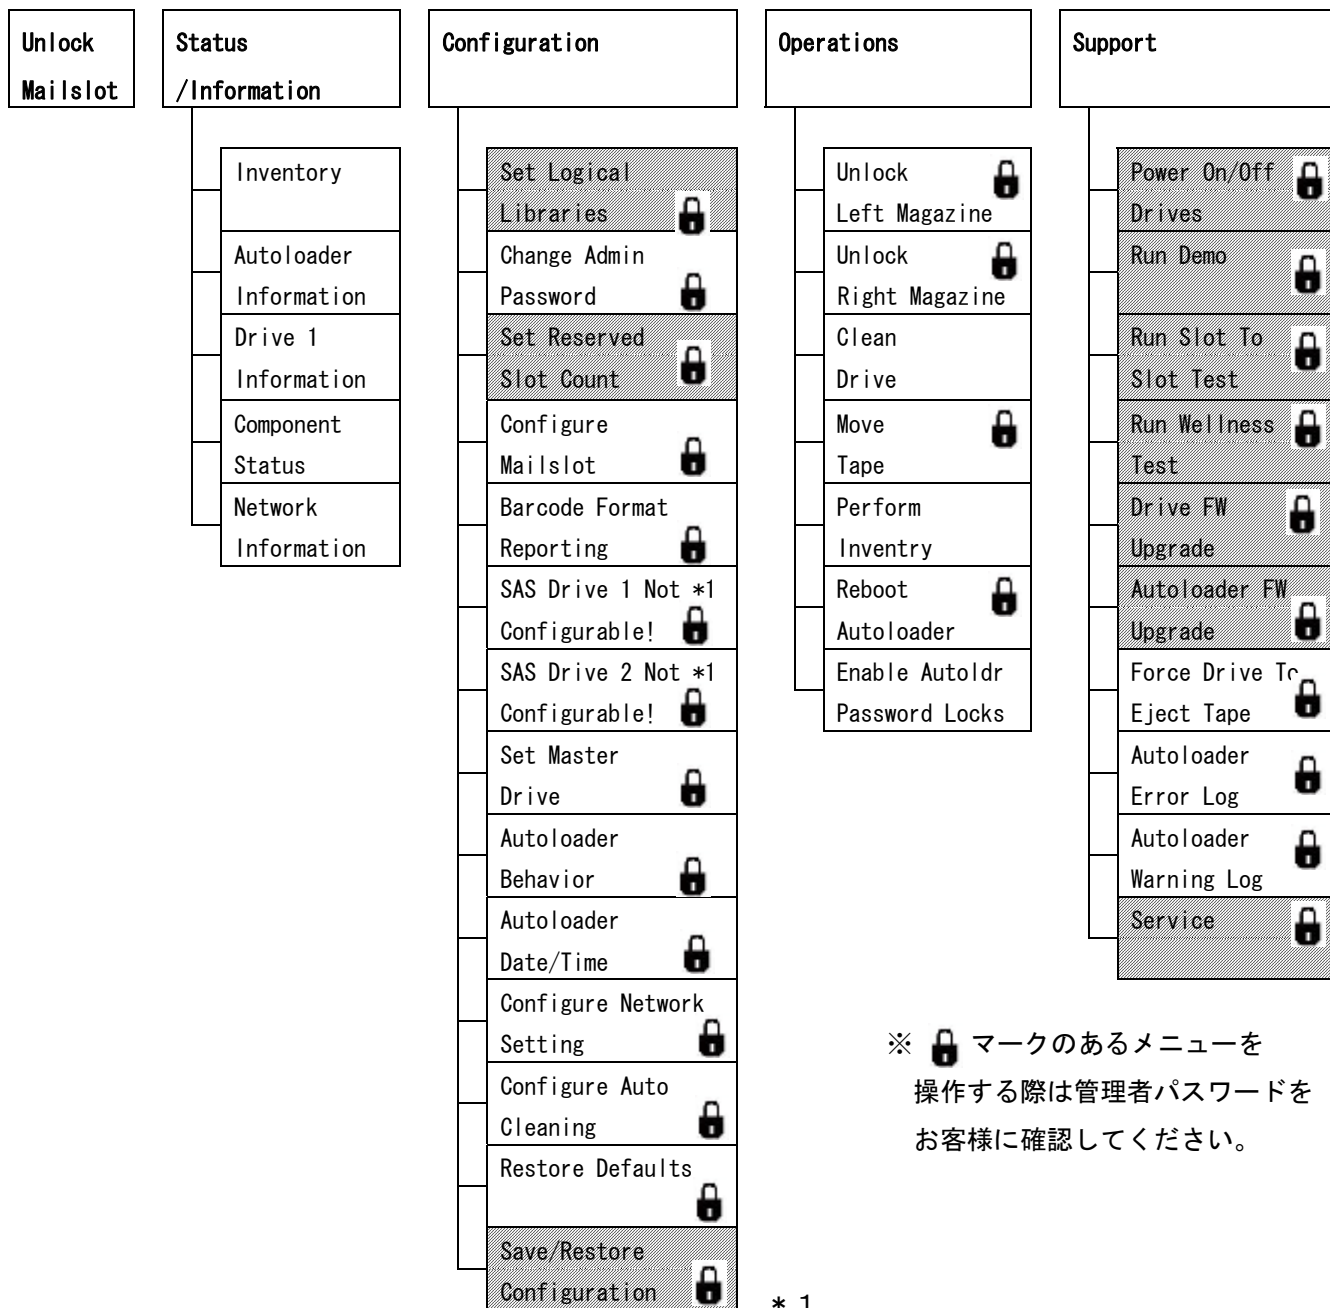 Unlock
Mailslot
Status
/Information
Inventory
Autoloader
Information
Drive 1
Information
Component
Status
Network
Information
Configuration
Set Logical
Libraries
Change Admin
Password
Set Reserved
Slot Count
Configure
Mailslot
Barcode Format
Reporting
SAS Drive 1 Not *1
Configurable!
SAS Drive 2 Not *1
Configurable!
Set Master
Drive
Autoloader
Behavior
Autoloader
Date/Time
Configure Network
Setting
Configure Auto
Cleaning
Restore Defaults
Save/Restore
Configuration
Operations
Unlock
Left Magazine
Unlock
Right Magazine
Clean
Drive
Move
Tape
Perform
Inventry
Reboot
Autoloader
Enable Autoldr
Password Locks
Support
Power On/Off
Drives
Run Demo
Run Slot To
Slot Test
Run Wellness
Test
Drive FW
Upgrade
Autoloader FW
Upgrade
Force Drive To
Eject Tape
Autoloader
Error Log
Autoloader
Warning Log
Service
※ マークのあるメニューを
操作する際は管理者パスワードを
お客様に確認してください。
*1